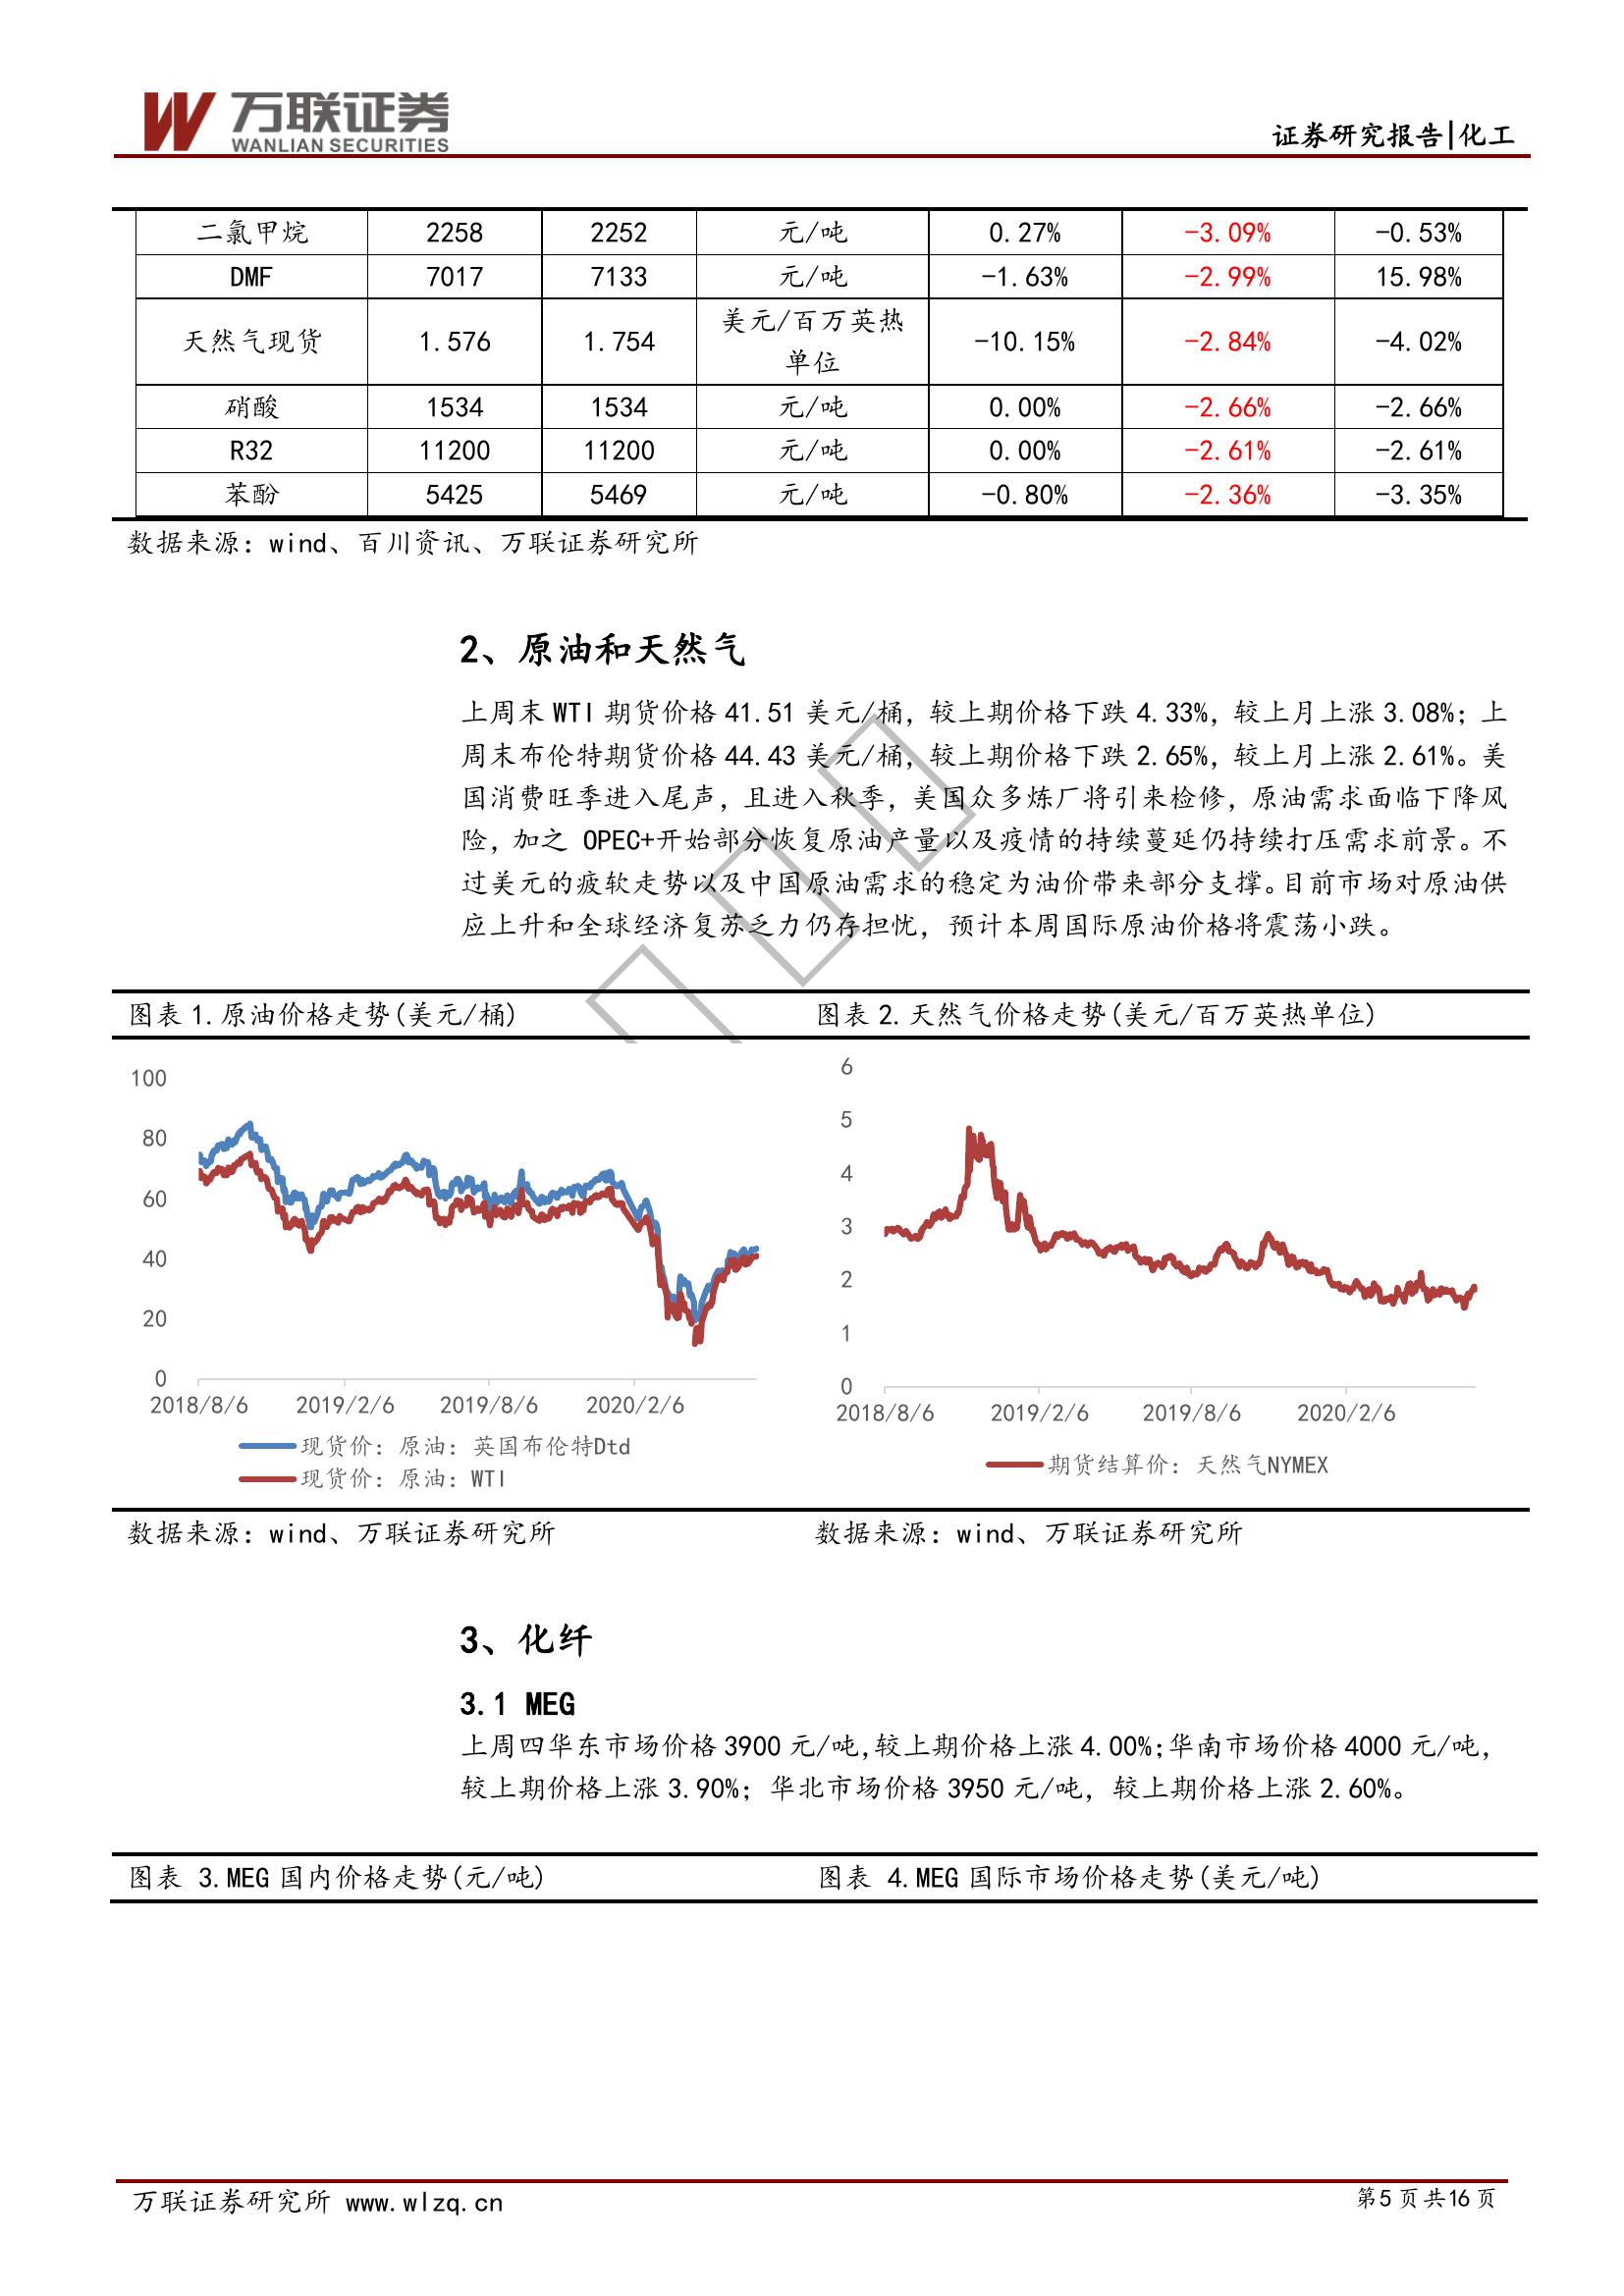 万联证券
WANLIAN SECURITIES
证券研究报告|化工
二氯甲烷 2258 2252 元/吨 0.27% -3.09% -0.53%
DMF 7017 7133 元/吨 -1.63% -2.99% 15.98%
天然气现货 1.576 1.754 美元/百万英热单位 -10.15% -2.84% -4.02%
硝酸 1534 1534 元/吨 0.00% -2.66% -2.66%
R32 11200 11200 元/吨 0.00% -2.61% -2.61%
苯酚 5425 5469 元/吨 -0.80% -2.36% -3.35%
数据来源：wind、百川资讯、万联证券研究所
2、原油和天然气
上周末 WTI 期货价格 41.51 美元/桶，较上期价格下跌 4.33%，较上月上涨 3.08%；上
周末布伦特期货价格 44.43 美元/桶，较上期价格下跌 2.65%，较上月上涨 2.61%。美
国消费旺季进入尾声，且进入秋季，美国众多炼厂将引来检修，原油需求面临下降风
险，加之 OPEC+开始部分恢复原油产量以及疫情的持续蔓延仍持续打压需求前景。不
过美元的疲软走势以及中国原油需求的稳定为油价带来部分支撑。目前市场对原油供
应上升和全球经济复苏乏力仍存担忧，预计本周国际原油价格将震荡小跌。
图表 1.原油价格走势(美元/桶)
图表 2.天然气价格走势(美元/百万英热单位)
100
80
60
40
20
0
2018/8/6 2019/2/6 2019/8/6 2020/2/6
现货价：原油：英国布伦特Dtd
现货价：原油：WTI
6
5
4
3
2
1
0
2018/8/6 2019/2/6 2019/8/6 2020/2/6
期货结算价：天然气NYMEX
数据来源：wind、万联证券研究所
数据来源：wind、万联证券研究所
3、化纤
3.1 MEG
上周四华东市场价格 3900 元/吨,较上期价格上涨 4.00%;华南市场价格 4000 元/吨，
较上期价格上涨 3.90%；华北市场价格 3950 元/吨，较上期价格上涨 2.60%。
图表 3.MEG 国内价格走势(元/吨)
图表 4.MEG 国际市场价格走势(美元/吨)
万联证券研究所 www.wlzq.cn
第5页共16页